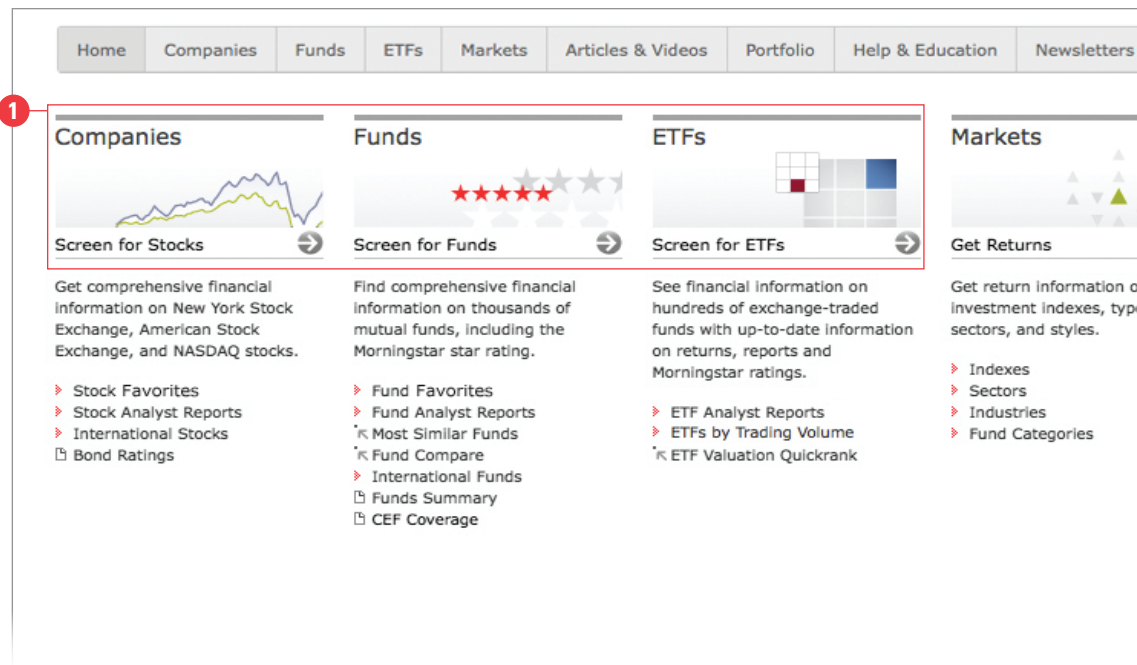 Home Companies Funds ETFs Markets Articles & Videos Portfolio Help & Education Newsletters
1
Companies
Screen for Stocks
Get comprehensive financial
information on New York Stock
Exchange, American Stock
Exchange, and NASDAQ stocks.
Stock Favorites
Stock Analyst Reports
International Stocks
Bond Ratings
Funds
Screen for Funds
Find comprehensive financial
information on thousands of
mutual funds, including the
Morningstar star rating.
Fund Favorites
Fund Analyst Reports
Most Similar Funds
Fund Compare
International Funds
Funds Summary
CEF Coverage
ETFs
Screen for ETFs
See financial information on
hundreds of exchange-traded
funds with up-to-date information
on returns, reports and
Morningstar ratings.
ETF Analyst Reports
ETFs by Trading Volume
ETF Valuation Quickrank
Markets
Get Returns
Get return information
investment indexes,
sectors, and styles.
Indexes
Sectors
Industries
Fund Categories